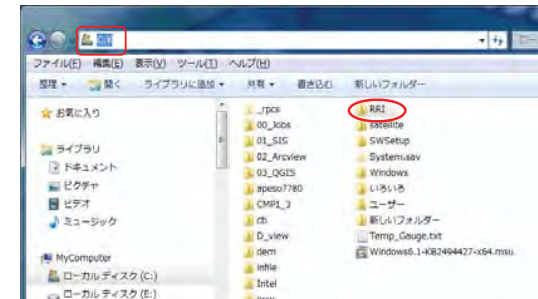 C:¥
ファイル(F) 編集(E) 表示(V) ツール(T) ヘルプ(H)
整理 開く ライブラリに追加 共有 書き込む 新しいフォルダー
お気に入り
ライブラリ
ドキュメント
ピクチャ
ビデオ
ミュージック
MyComputer
ローカル ディスク (C:)
ローカル ディスク (E:)
_rpcs
00_Jobs
01_SIS
02_Arcview
03_QGIS
apeso7780
CMP1_3
cti
D_view
dem
infile
Intel
RRI
satellite
SWSetup
System.sav
Windows
いろいろ
ユーザー
新しいフォルダー
Temp_Gauge.txt
Windows6.1-KB2494427-x64.msu